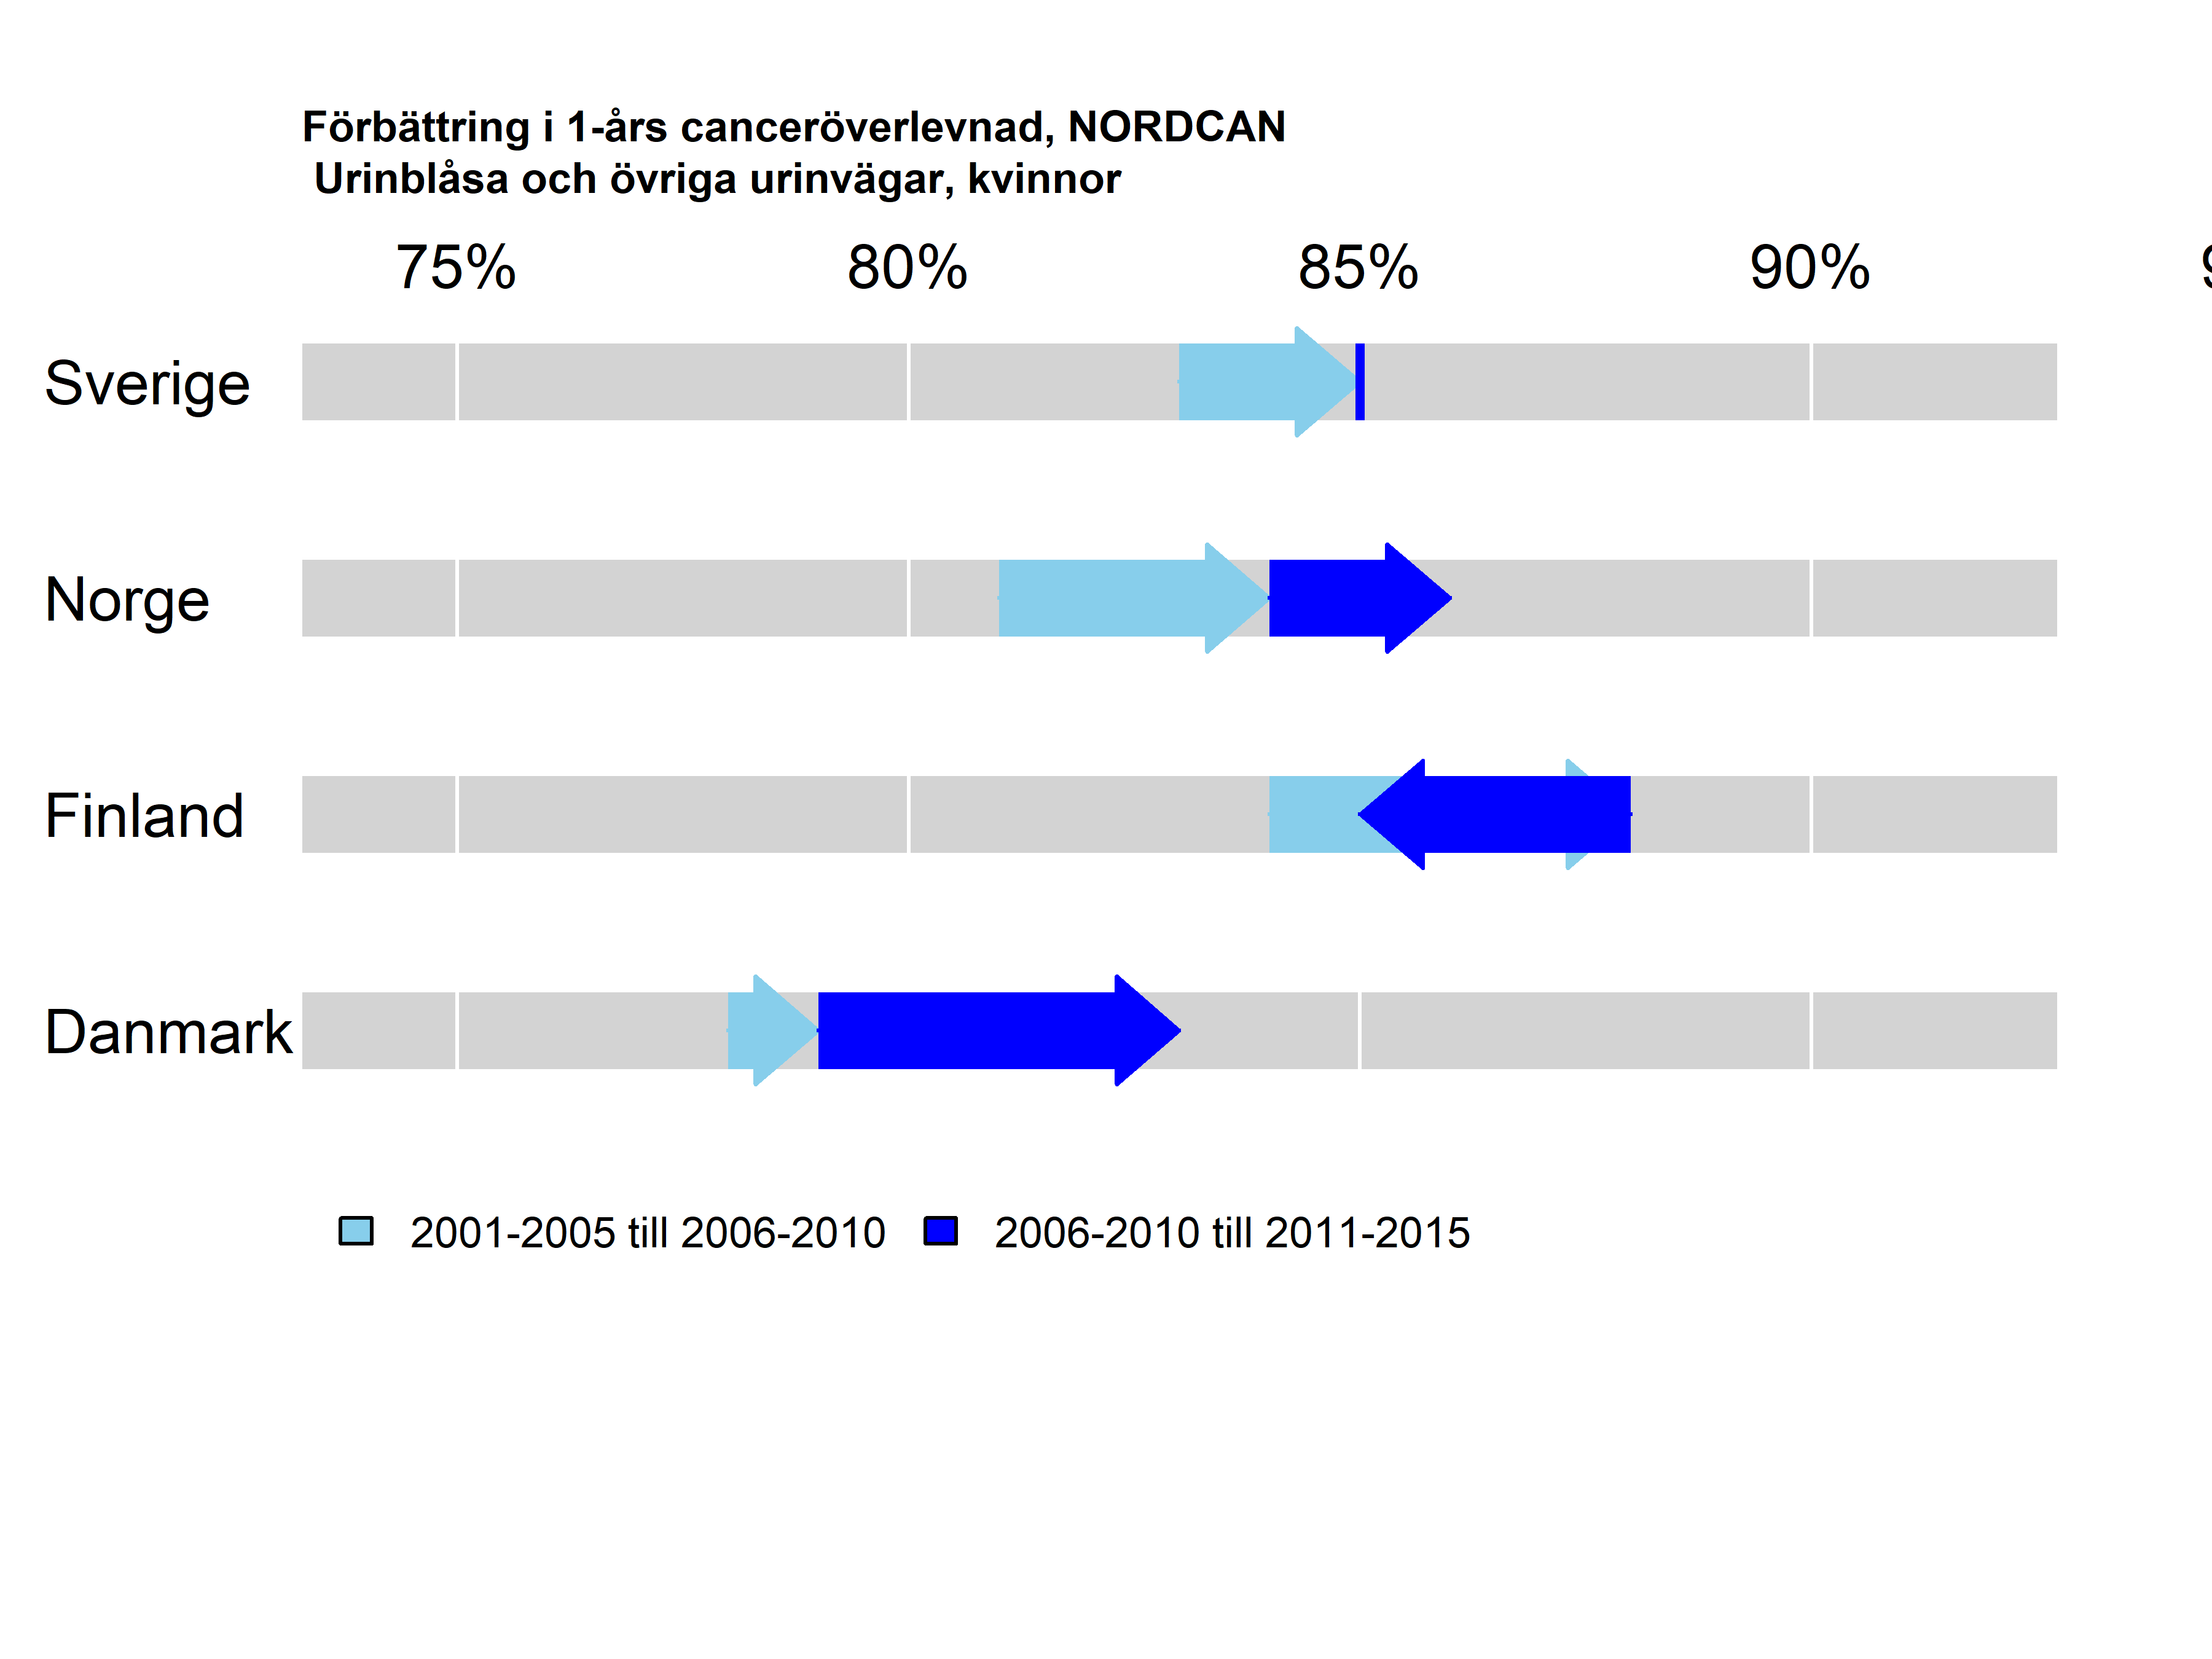 Förbättring i 1-års canceröverlevnad, NORDCAN
Urinblåsa och övriga urinvägar, kvinnor
75% 80% 85% 90%
Sverige
Norge
Finland
Danmark
2001-2005 till 2006-2010 2006-2010 till 2011-2015